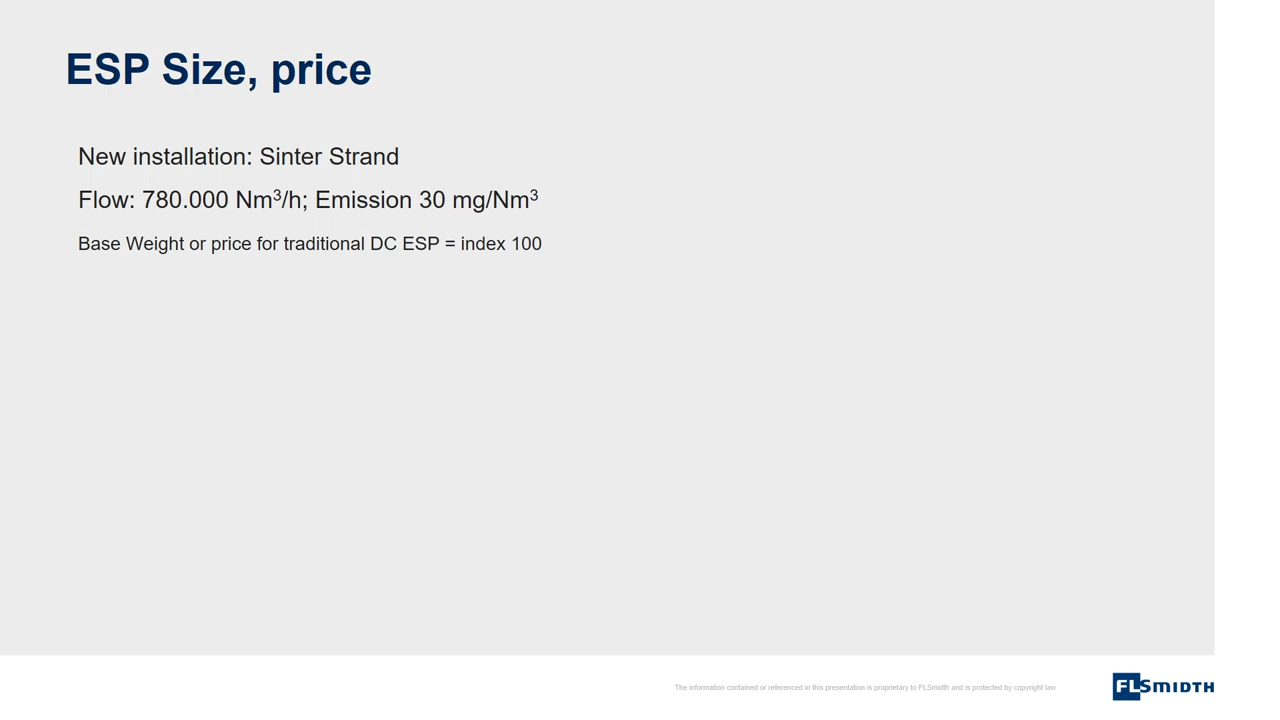 ESP Size, price
New installation: Sinter Strand
Flow: 780.000 Nm³/h; Emission 30 mg/Nm³
Base Weight or price for traditional DC ESP = index 100
The information contained or referenced in this presentation is proprietary to FLSmidth and is protected by copyright law
FLSMIDTH